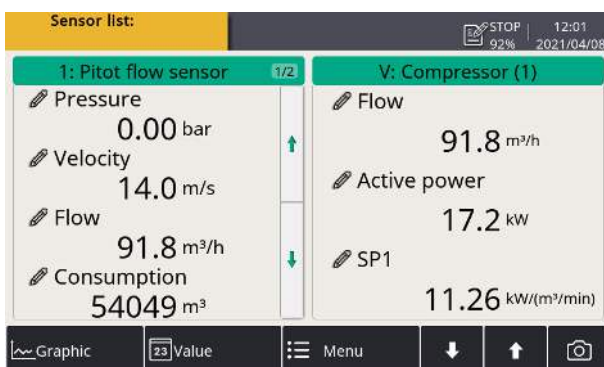 Sensor list:
STOP 12:01
92% 2021/04/08
1: Pitot flow sensor 1/2
Pressure
0.00 bar
Velocity
14.0 m/s
Flow
91.8 m³/h
Consumption
54049 m³
V: Compressor (1)
Flow
91.8 m³/h
Active power
17.2 kW
SP1
11.26 kW/(m³/min)
Graphic 23 Value Menu